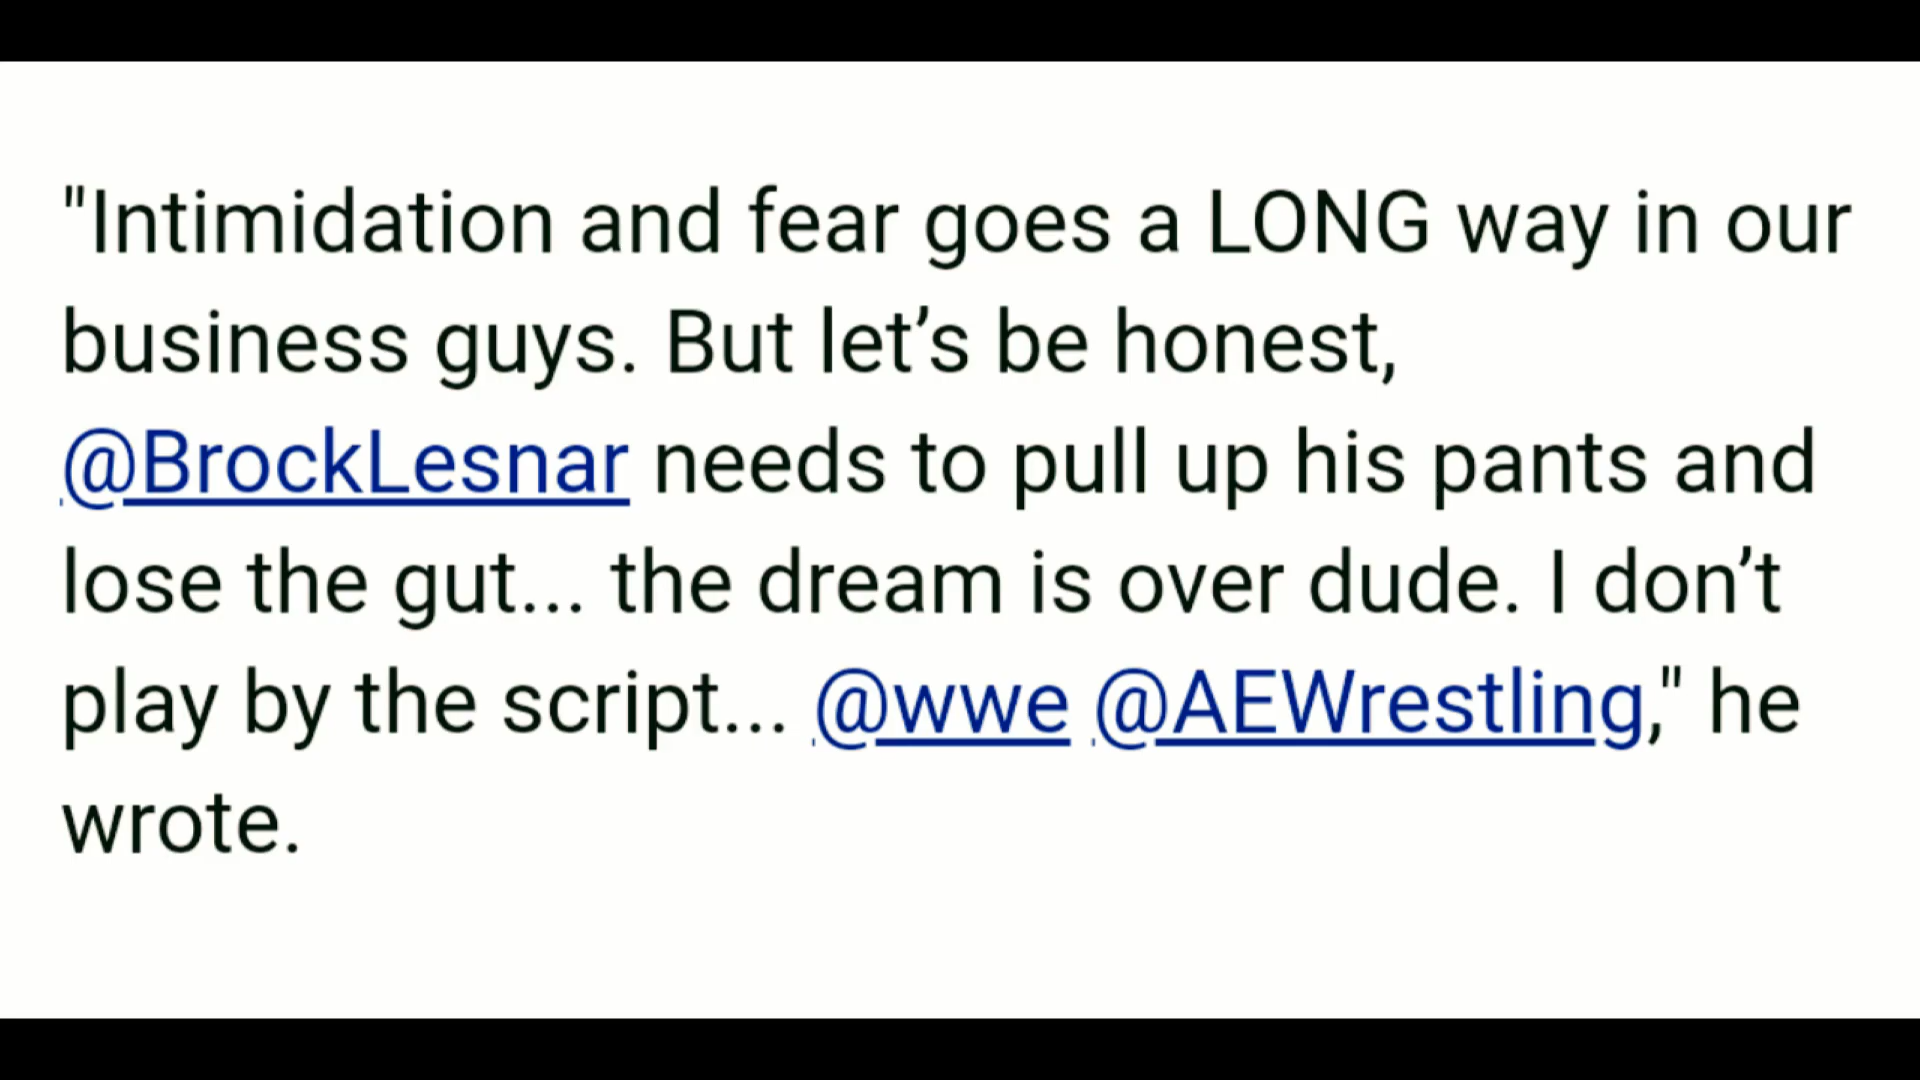 "Intimidation and fear goes a LONG way in our
business guys. But let’s be honest,
@BrockLesnar needs to pull up his pants and
lose the gut... the dream is over dude. I don’t
play by the script... @wwe @AEWrestling," he
wrote.